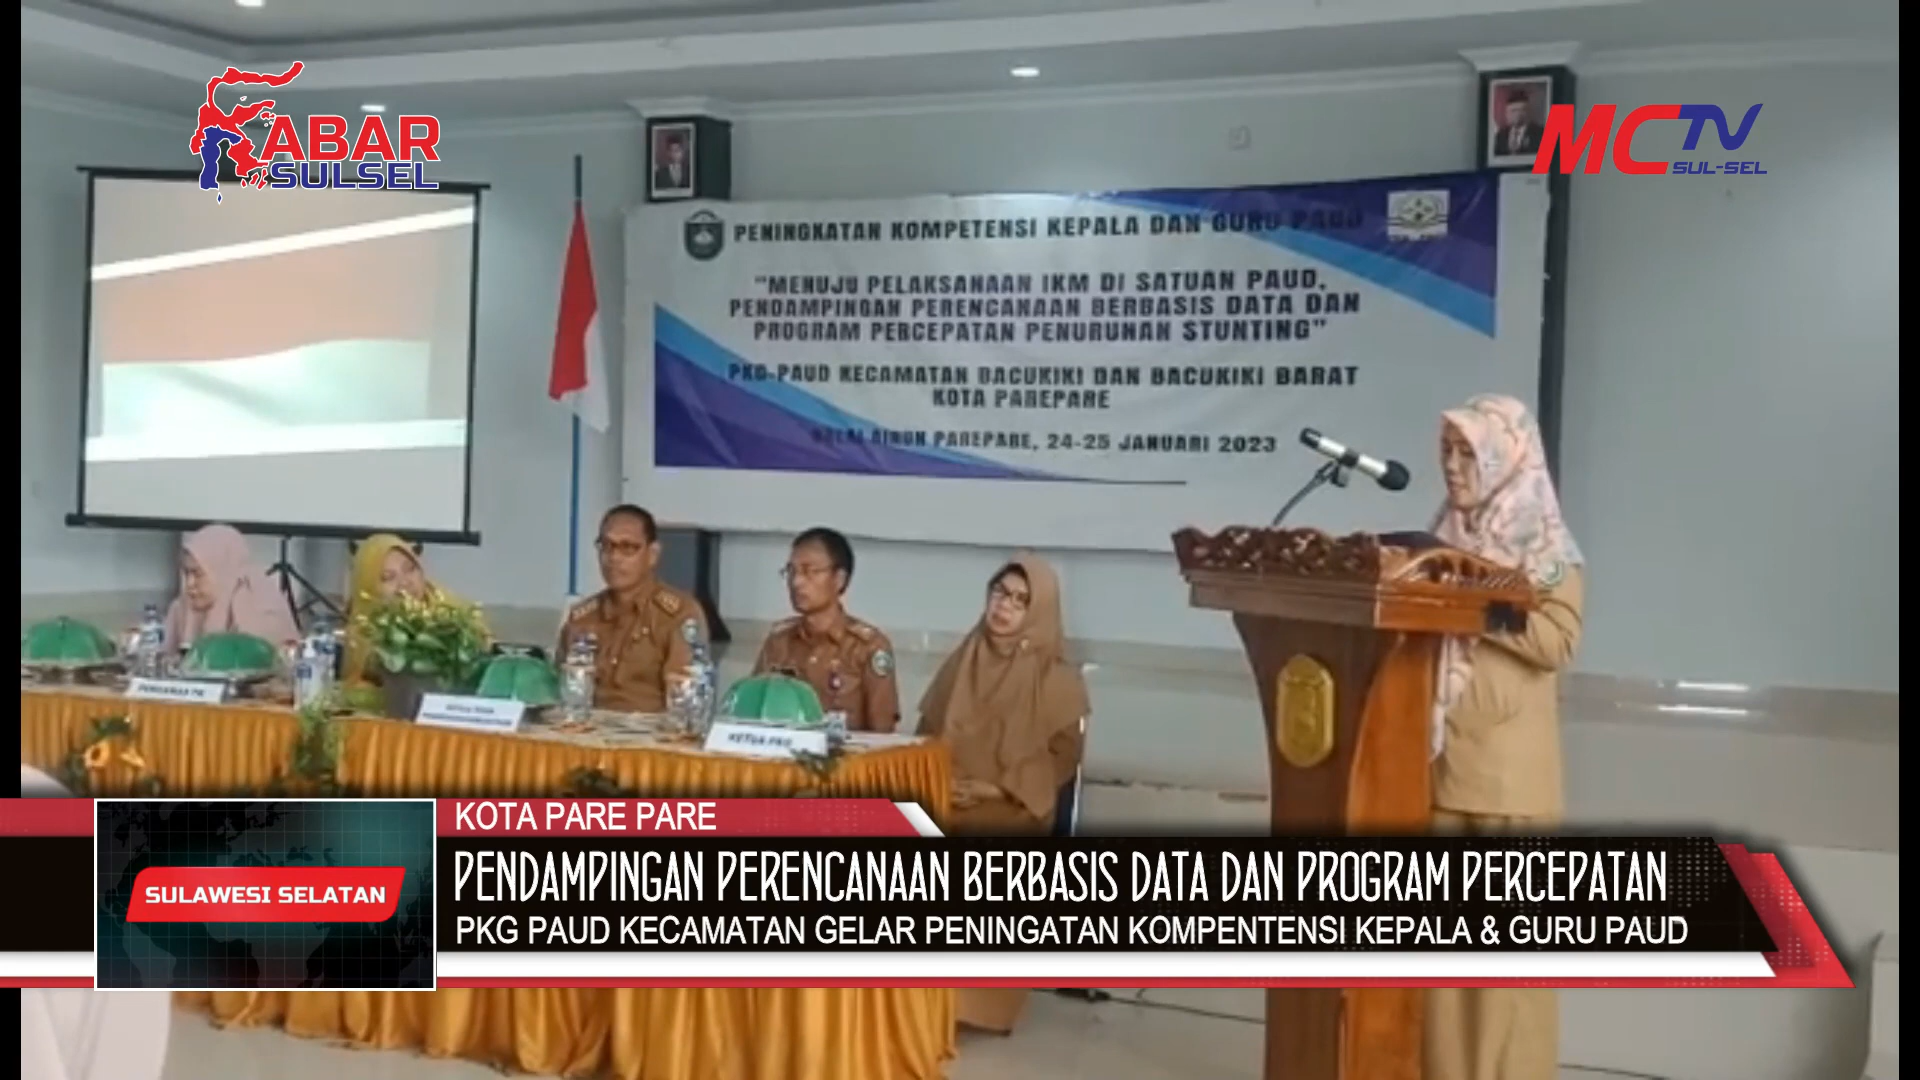 KABAR
SULSEL
MCTV
SUL-SEL
PENINGKATAN KOMPETENSI KEPALA DAN GURU PAUD
"MENUJU PELAKSANAAN IKM DI SATUAN PAUD,
PENDAMPINGAN PERENCANAAN BERBASIS DATA DAN
PROGRAM PERCEPATAN PENURUNAN STUNTING"
PKG-PAUD KECAMATAN BACUKIKI DAN BACUKIKI BARAT
KOTA PAREPARE
PAREPARE, 24-25 JANUARI 2023
PENGAWAS TK
KETUA PKG
KOTA PARE PARE
SULAWESI SELATAN
PENDAMPINGAN PERENCANAAN BERBASIS DATA DAN PROGRAM PERCEPATAN
PKG PAUD KECAMATAN GELAR PENINGATAN KOMPENTENSI KEPALA & GURU PAUD